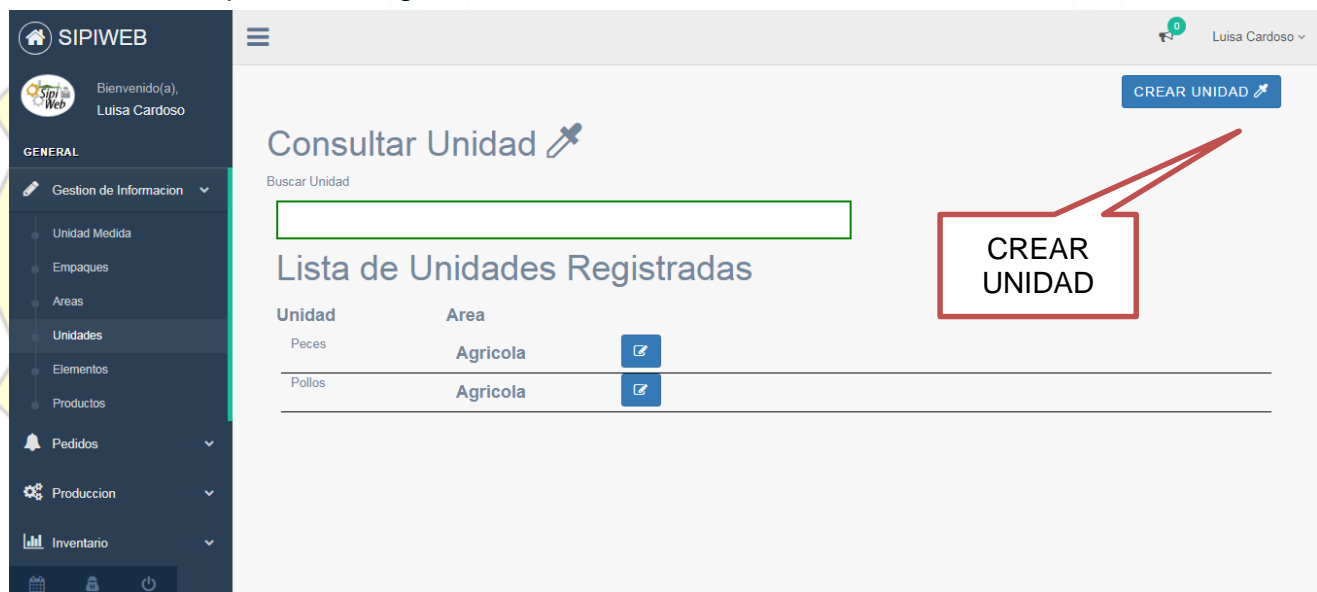 SIPIWEB
0
Luisa Cardoso
Sipi
Web
Bienvenido(a),
Luisa Cardoso
CREAR UNIDAD
GENERAL
Consultar Unidad
Buscar Unidad
Gestion de Informacion
Unidad Medida
Empaques
Areas
Unidades
Elementos
Productos
Pedidos
Produccion
Inventario
CREAR
UNIDAD
Lista de Unidades Registradas
Unidad Area
Peces Agricola
Pollos Agricola